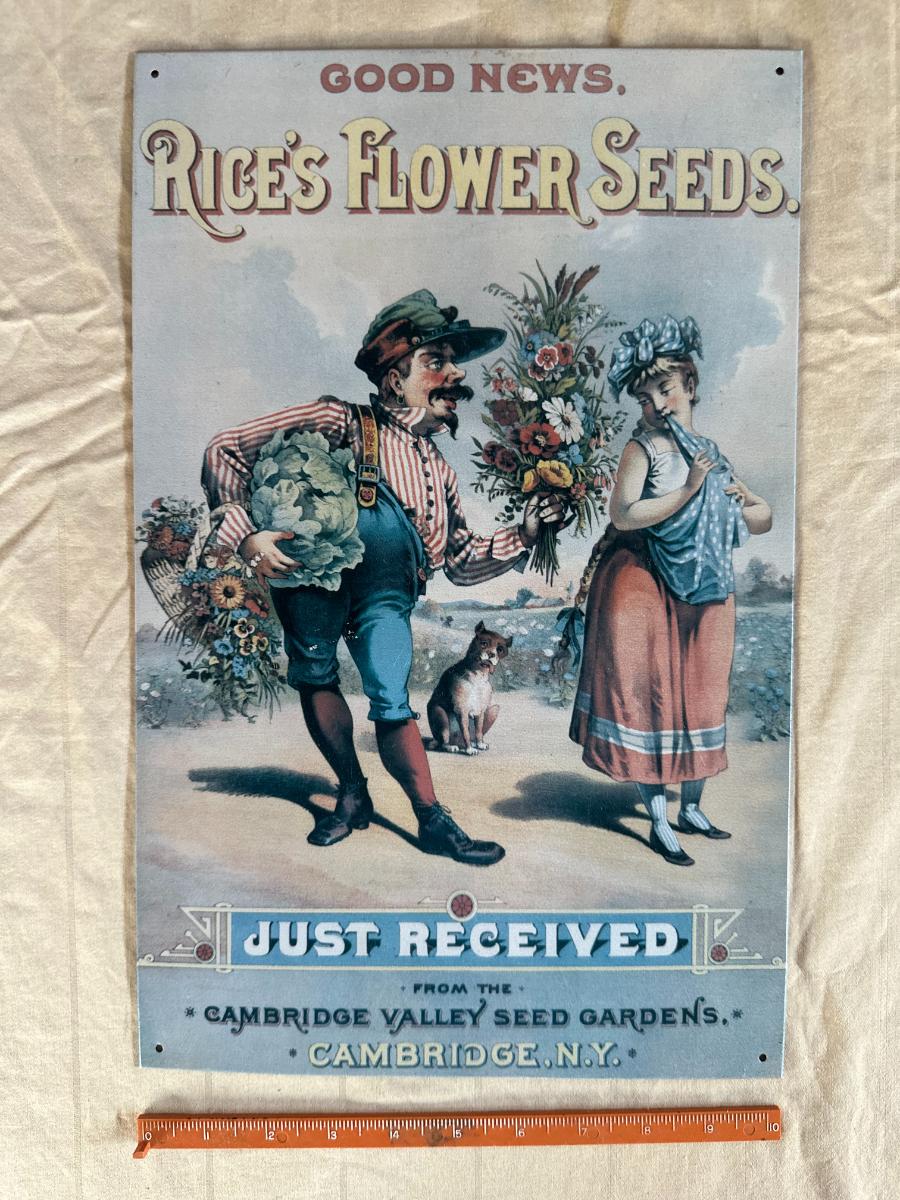 GOOD NEWS.
RICE'S FLOWER SEEDS.
JUST RECEIVED
FROM THE
* CAMBRIDGE VALLEY SEED GARDENS. *
* CAMBRIDGE, N.Y. *
0 1 2 3 4 5 6 7 8 9 10